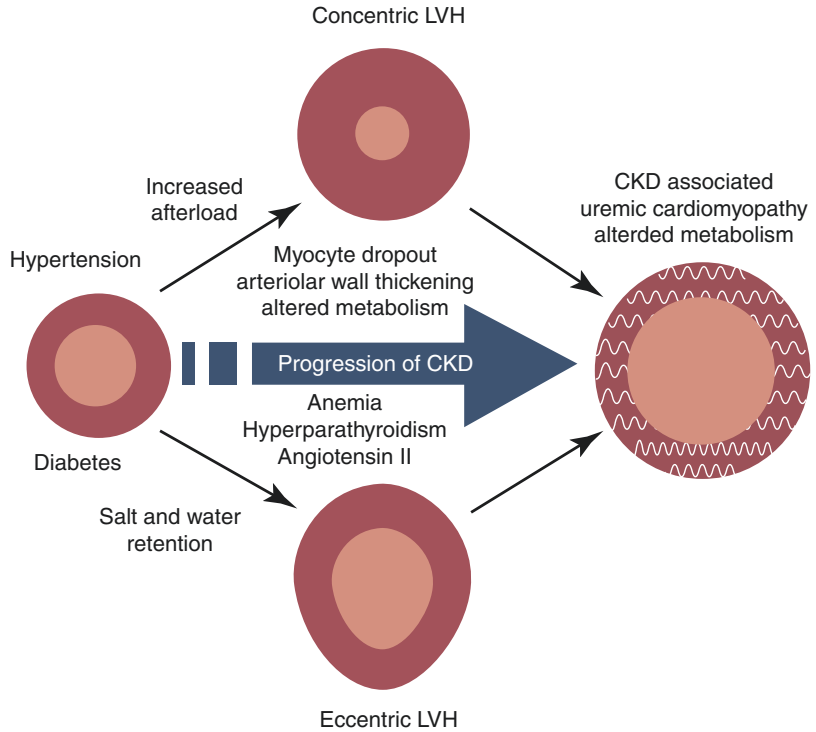 Concentric LVH
Increased
afterload
CKD associated
uremic cardiomyopathy
alterded metabolism
Hypertension
Myocyte dropout
arteriolar wall thickening
altered metabolism
Progression of CKD
Anemia
Hyperparathyroidism
Angiotensin II
Diabetes
Salt and water
retention
Eccentric LVH